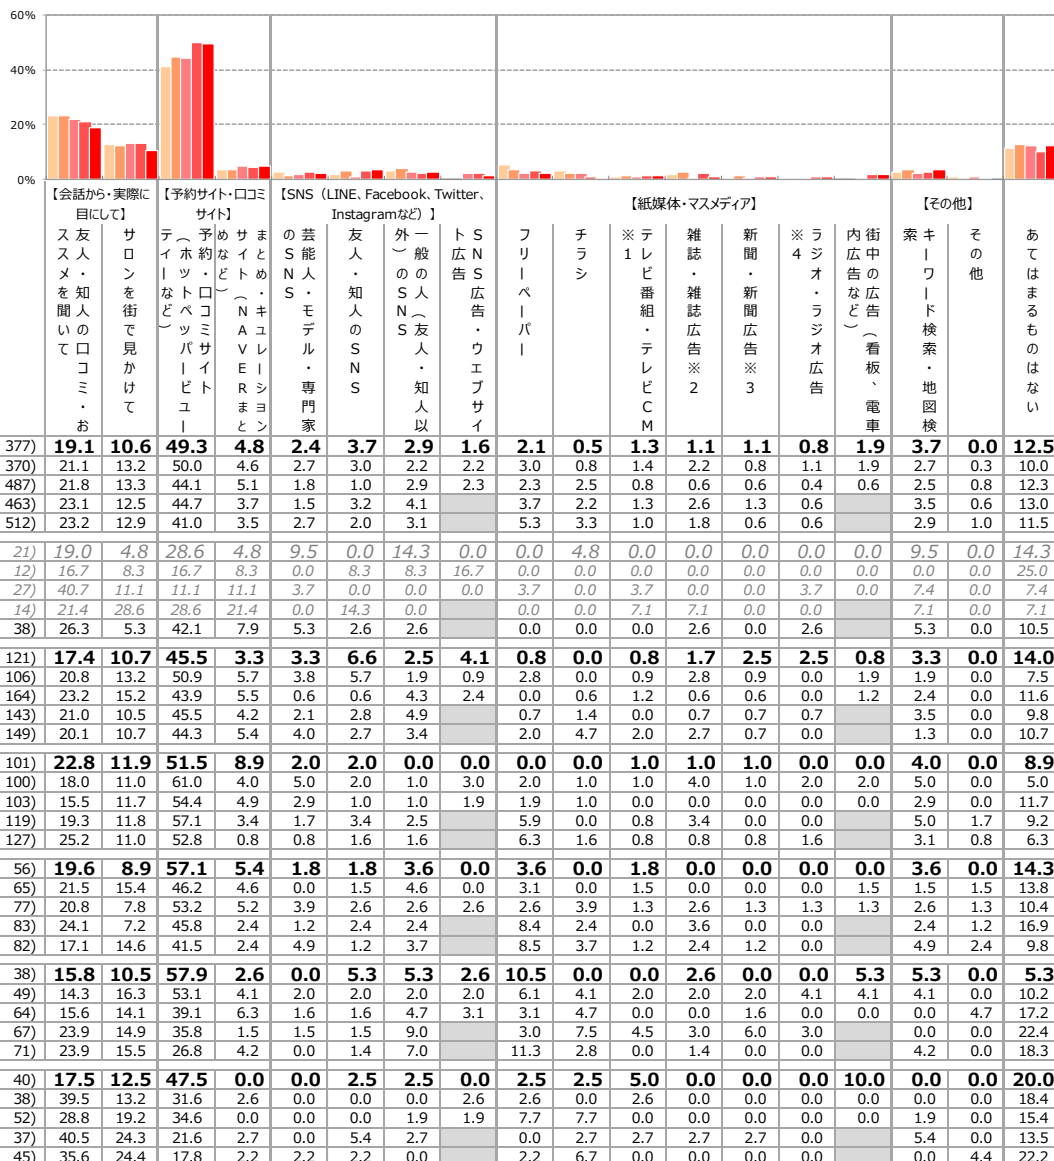 60%
40%
20%
0%
【会話から・実際に
目にして】
【予約サイト・口コミ
サイト】
【SNS（LINE、Facebook、Twitter、
Instagramなど）】
【紙媒体・マスメディア】
【その他】
友人・知人の口コミ・お
ススメを聞いて
サロンを街で見かけて
予約・口コミサイト
（ホットペッパービュー
ティーなど）
まとめ・キュレーション
サイト（NAVERまと
めなど）
芸能人・モデル・専門家
のSNS
友人・知人のSNS
一般の人（友人・知人以
外）のSNS
SNS広告・ウエブサイ
ト広告
フリーペーパー
チラシ
テレビ番組・テレビCM
※1
雑誌・雑誌広告※2
新聞・新聞広告※3
ラジオ・ラジオ広告
※4
街中の広告（看板、電車
内広告など）
キーワード検索・地図検
索
その他
あてはまるものはない
377) 19.1 10.6 49.3 4.8 2.4 3.7 2.9 1.6 2.1 0.5 1.3 1.1 1.1 0.8 1.9 3.7 0.0 12.5
370) 21.1 13.2 50.0 4.6 2.7 3.0 2.2 2.2 3.0 0.8 1.4 2.2 0.8 1.1 1.9 2.7 0.3 10.0
487) 21.8 13.3 44.1 5.1 1.8 1.0 2.9 2.3 2.3 2.5 0.8 0.6 0.6 0.4 0.6 2.5 0.8 12.3
463) 23.1 12.5 44.7 3.7 1.5 3.2 4.1 3.7 2.2 1.3 2.6 1.3 0.6 3.5 0.6 13.0
512) 23.2 12.9 41.0 3.5 2.7 2.0 3.1 5.3 3.3 1.0 1.8 0.6 0.6 2.9 1.0 11.5
21) 19.0 4.8 28.6 4.8 9.5 0.0 14.3 0.0 0.0 4.8 0.0 0.0 0.0 0.0 0.0 9.5 0.0 14.3
12) 16.7 8.3 16.7 8.3 0.0 8.3 8.3 16.7 0.0 0.0 0.0 0.0 0.0 0.0 0.0 0.0 0.0 25.0
27) 40.7 11.1 11.1 11.1 3.7 0.0 0.0 0.0 3.7 0.0 3.7 0.0 0.0 3.7 0.0 7.4 0.0 7.4
14) 21.4 28.6 28.6 21.4 0.0 14.3 0.0 0.0 0.0 7.1 7.1 0.0 0.0 7.1 0.0 7.1
38) 26.3 5.3 42.1 7.9 5.3 2.6 2.6 0.0 0.0 0.0 2.6 0.0 2.6 5.3 0.0 10.5
121) 17.4 10.7 45.5 3.3 3.3 6.6 2.5 4.1 0.8 0.0 0.8 1.7 2.5 2.5 0.8 3.3 0.0 14.0
106) 20.8 13.2 50.9 5.7 3.8 5.7 1.9 0.9 2.8 0.0 0.9 2.8 0.9 0.0 1.9 1.9 0.0 7.5
164) 23.2 15.2 43.9 5.5 0.6 0.6 4.3 2.4 0.0 0.6 1.2 0.6 0.6 0.0 1.2 2.4 0.0 11.6
143) 21.0 10.5 45.5 4.2 2.1 2.8 4.9 0.7 1.4 0.0 0.7 0.7 0.7 3.5 0.0 9.8
149) 20.1 10.7 44.3 5.4 4.0 2.7 3.4 2.0 4.7 2.0 2.7 0.7 0.0 1.3 0.0 10.7
101) 22.8 11.9 51.5 8.9 2.0 2.0 0.0 0.0 0.0 0.0 1.0 1.0 1.0 0.0 0.0 4.0 0.0 8.9
100) 18.0 11.0 61.0 4.0 5.0 2.0 1.0 3.0 2.0 1.0 1.0 4.0 1.0 2.0 2.0 5.0 0.0 5.0
103) 15.5 11.7 54.4 4.9 2.9 1.0 1.0 1.9 1.9 1.0 0.0 0.0 0.0 0.0 0.0 2.9 0.0 11.7
119) 19.3 11.8 57.1 3.4 1.7 3.4 2.5 5.9 0.0 0.8 3.4 0.0 0.0 5.0 1.7 9.2
127) 25.2 11.0 52.8 0.8 0.8 1.6 1.6 6.3 1.6 0.8 0.8 0.8 1.6 3.1 0.8 6.3
56) 19.6 8.9 57.1 5.4 1.8 1.8 3.6 0.0 3.6 0.0 1.8 0.0 0.0 0.0 0.0 3.6 0.0 14.3
65) 21.5 15.4 46.2 4.6 0.0 1.5 4.6 0.0 3.1 0.0 1.5 0.0 0.0 0.0 1.5 1.5 1.5 13.8
77) 20.8 7.8 53.2 5.2 3.9 2.6 2.6 2.6 2.6 3.9 1.3 2.6 1.3 1.3 1.3 2.6 1.3 10.4
83) 24.1 7.2 45.8 2.4 1.2 2.4 2.4 8.4 2.4 0.0 3.6 0.0 0.0 2.4 1.2 16.9
82) 17.1 14.6 41.5 2.4 4.9 1.2 3.7 8.5 3.7 1.2 2.4 1.2 0.0 4.9 2.4 9.8
38) 15.8 10.5 57.9 2.6 0.0 5.3 5.3 2.6 10.5 0.0 0.0 2.6 0.0 0.0 5.3 5.3 0.0 5.3
49) 14.3 16.3 53.1 4.1 2.0 2.0 2.0 2.0 6.1 4.1 2.0 2.0 2.0 4.1 4.1 4.1 0.0 10.2
64) 15.6 14.1 39.1 6.3 1.6 1.6 4.7 3.1 3.1 4.7 0.0 0.0 1.6 0.0 0.0 0.0 4.7 17.2
67) 23.9 14.9 35.8 1.5 1.5 1.5 9.0 3.0 7.5 4.5 3.0 6.0 3.0 0.0 0.0 22.4
71) 23.9 15.5 26.8 4.2 0.0 1.4 7.0 11.3 2.8 0.0 1.4 0.0 0.0 4.2 0.0 18.3
40) 17.5 12.5 47.5 0.0 0.0 2.5 2.5 0.0 2.5 2.5 5.0 0.0 0.0 0.0 10.0 0.0 0.0 20.0
38) 39.5 13.2 31.6 2.6 0.0 0.0 0.0 2.6 2.6 0.0 2.6 0.0 0.0 0.0 0.0 0.0 0.0 18.4
52) 28.8 19.2 34.6 0.0 0.0 0.0 1.9 1.9 7.7 7.7 0.0 0.0 0.0 0.0 0.0 1.9 0.0 15.4
37) 40.5 24.3 21.6 2.7 0.0 5.4 2.7 0.0 2.7 2.7 2.7 2.7 0.0 5.4 0.0 13.5
45) 35.6 24.4 17.8 2.2 2.2 2.2 0.0 2.2 6.7 0.0 0.0 0.0 0.0 0.0 4.4 22.2